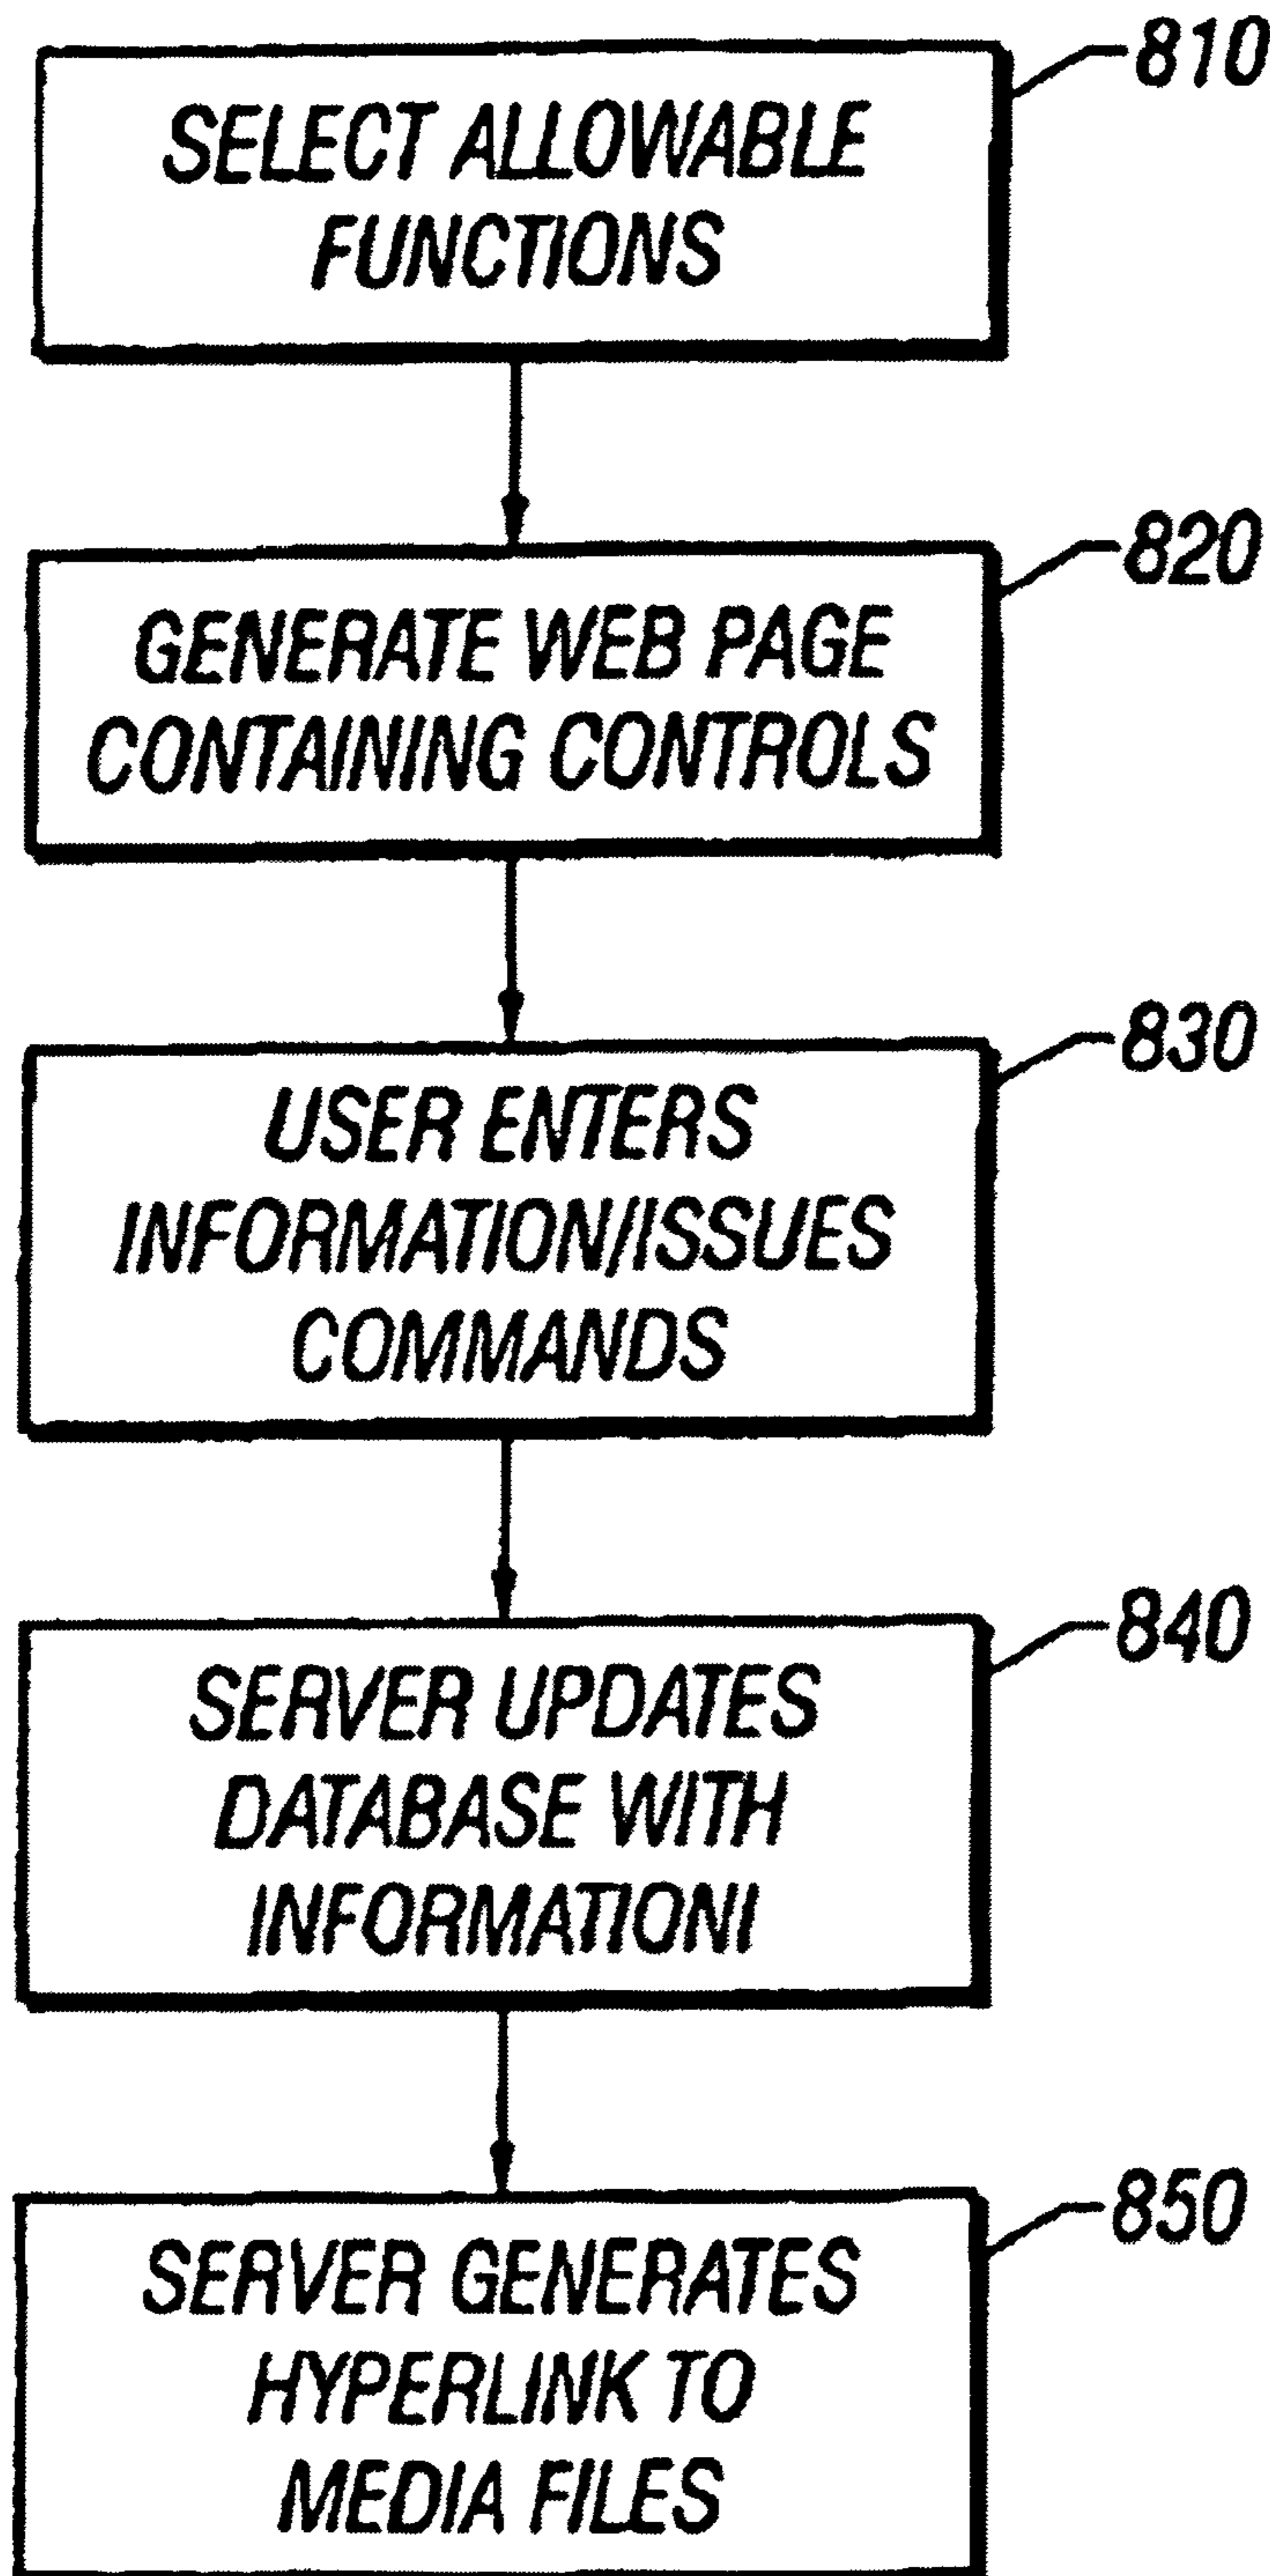 810
SELECT ALLOWABLE
FUNCTIONS
820
GENERATE WEB PAGE
CONTAINING CONTROLS
830
USER ENTERS
INFORMATION/ISSUES
COMMANDS
840
SERVER UPDATES
DATABASE WITH
INFORMATIONI
850
SERVER GENERATES
HYPERLINK TO
MEDIA FILES